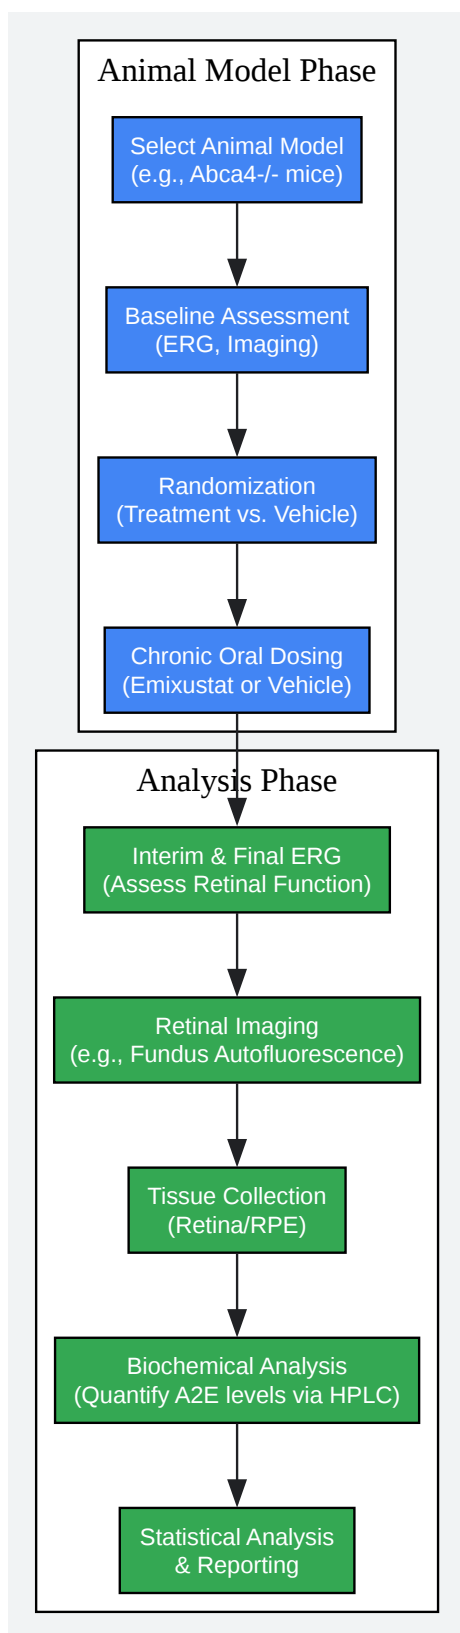 Animal Model Phase
Select Animal Model
(e.g., Abca4-/- mice)
Baseline Assessment
(ERG, Imaging)
Randomization
(Treatment vs. Vehicle)
Chronic Oral Dosing
(Emixustat or Vehicle)
Analysis Phase
Interim & Final ERG
(Assess Retinal Function)
Retinal Imaging
(e.g., Fundus Autofluorescence)
Tissue Collection
(Retina/RPE)
Biochemical Analysis
(Quantify A2E levels via HPLC)
Statistical Analysis
& Reporting